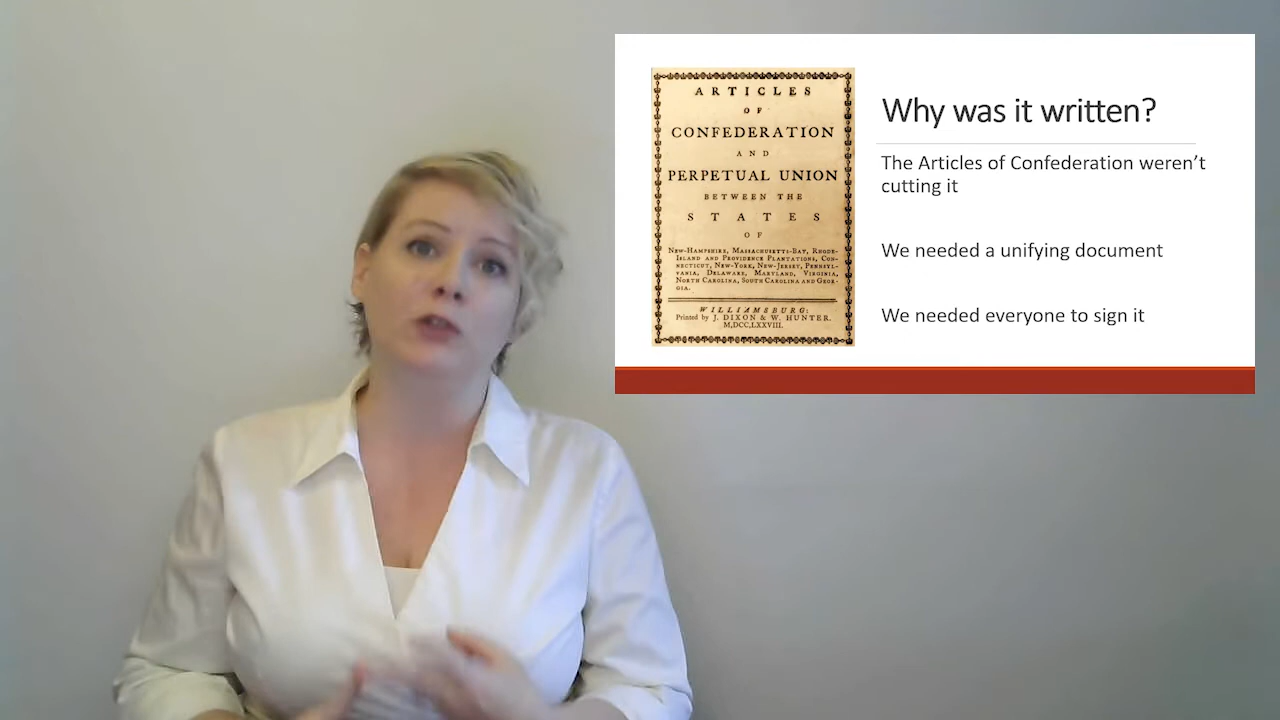 ARTICLES
OF
CONFEDERATION
AND
PERPETUAL UNION
BETWEEN THE
STATES
OF
NEW-HAMPSHIRE, MASSACHUSETTS-BAY, RHODE-
ISLAND AND PROVIDENCE PLANTATIONS, CON-
NECTICUT, NEW-YORK, NEW-JERSEY, PENNSYL-
VANIA, DELAWARE, MARYLAND, VIRGINIA,
NORTH CAROLINA, SOUTH CAROLINA AND GEOR-
GIA.
WILLIAMSBURG:
Printed by J. DIXON & W. HUNTER.
M,DCC,LXXVIII.
Why was it written?
The Articles of Confederation weren’t
cutting it
We needed a unifying document
We needed everyone to sign it